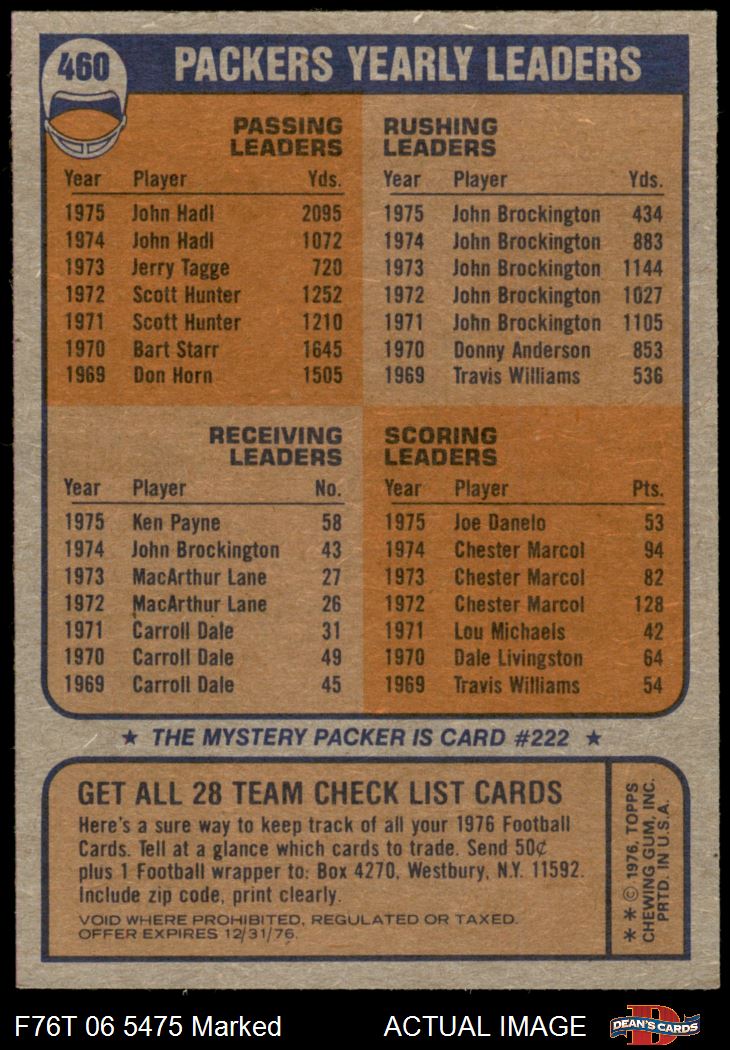 460
PACKERS YEARLY LEADERS
PASSING
LEADERS
Year Player Yds.
1975 John Hadl 2095
1974 John Hadl 1072
1973 Jerry Tagge 720
1972 Scott Hunter 1252
1971 Scott Hunter 1210
1970 Bart Starr 1645
1969 Don Horn 1505
RUSHING
LEADERS
Year Player Yds.
1975 John Brockington 434
1974 John Brockington 883
1973 John Brockington 1144
1972 John Brockington 1027
1971 John Brockington 1105
1970 Donny Anderson 853
1969 Travis Williams 536
RECEIVING
LEADERS
Year Player No.
1975 Ken Payne 58
1974 John Brockington 43
1973 MacArthur Lane 27
1972 MacArthur Lane 26
1971 Carroll Dale 31
1970 Carroll Dale 49
1969 Carroll Dale 45
SCORING
LEADERS
Year Player Pts.
1975 Joe Danelo 53
1974 Chester Marcol 94
1973 Chester Marcol 82
1972 Chester Marcol 128
1971 Lou Michaels 42
1970 Dale Livingston 64
1969 Travis Williams 54
★ THE MYSTERY PACKER IS CARD #222 ★
GET ALL 28 TEAM CHECK LIST CARDS
Here's a sure way to keep track of all your 1976 Football
Cards. Tell at a glance which cards to trade. Send 50¢
plus 1 Football wrapper to: Box 4270, Westbury, N.Y. 11592.
Include zip code, print clearly.
VOID WHERE PROHIBITED, REGULATED OR TAXED.
OFFER EXPIRES 12/31/76.
* * © 1976, TOPPS
CHEWING GUM, INC.
PRTD. IN U.S.A.
F76T 06 5475 Marked ACTUAL IMAGE
D
DEAN'S CARDS